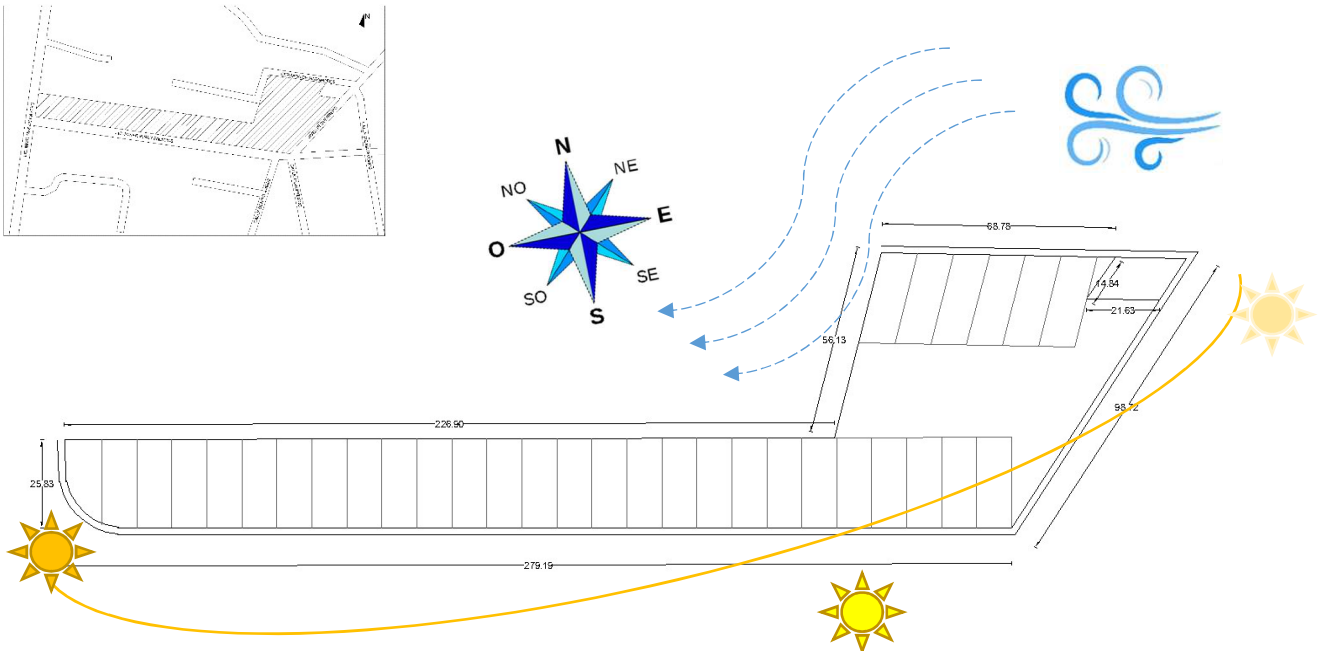 N
N
NO
NE
E
O
SO
SE
S
68.78
14.84
21.63
56.13
98.72
226.90
25.83
279.19